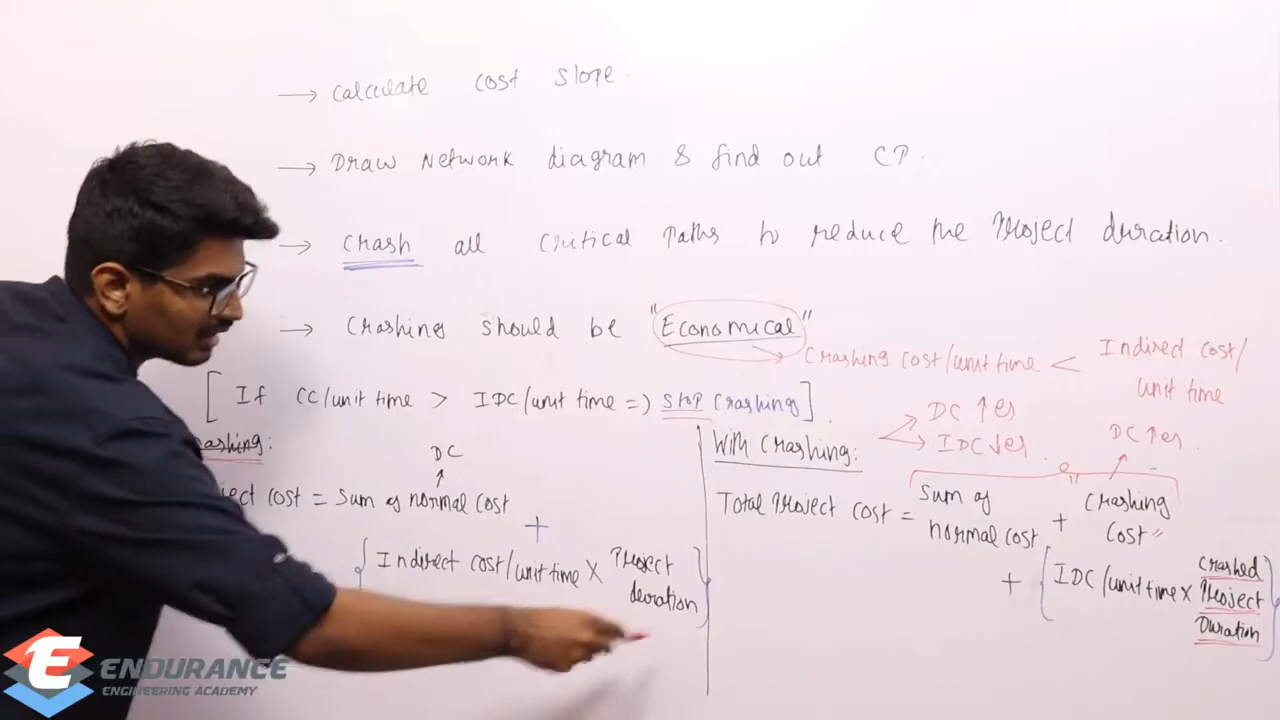 → Calculate cost slope.
→ Draw Network diagram & find out CP.
→ Crash all Critical Paths to reduce the Project duration.
→ Crashing should be "Economical"
→ Crashing cost/unit time < Indirect cost/
unit time
[If CC/unit time > IDC/unit time ⇒ Stop Crashing].
ashing:
DC
↑
ject cost = Sum of normal cost
+
{Indirect cost/unit time X Project
duration}
With Crashing:
DC ↑es
IDC ↓es.
DC ↑es.
Total Project cost = Sum of
normal cost + Crashing
Cost
+ {IDC/unit time x Crashed
Project
Duration}
ENDURANCE
ENGINEERING ACADEMY